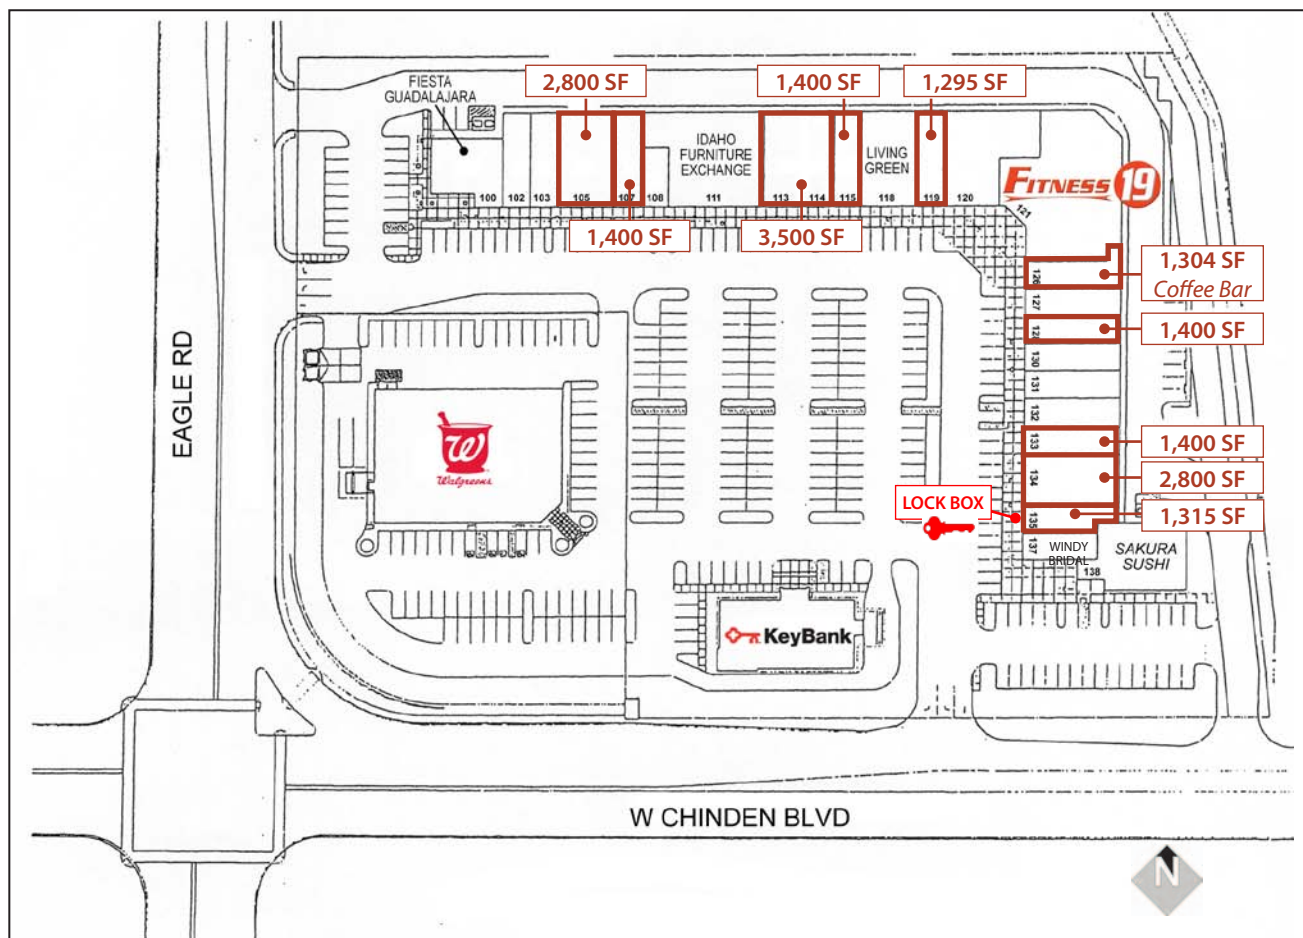 FIESTA
GUADALAJARA
2,800 SF
1,400 SF
1,295 SF
IDAHO
FURNITURE
EXCHANGE
LIVING
GREEN
FITNESS 19
100
102
103
105
107
108
111
113
114
115
118
119
120
121
1,400 SF
3,500 SF
126
1,304 SF
Coffee Bar
127
128
1,400 SF
130
131
132
133
1,400 SF
134
2,800 SF
LOCK BOX
135
1,315 SF
137
WINDY
BRIDAL
138
SAKURA
SUSHI
EAGLE RD
W
Walgreens
KeyBank
W CHINDEN BLVD
N